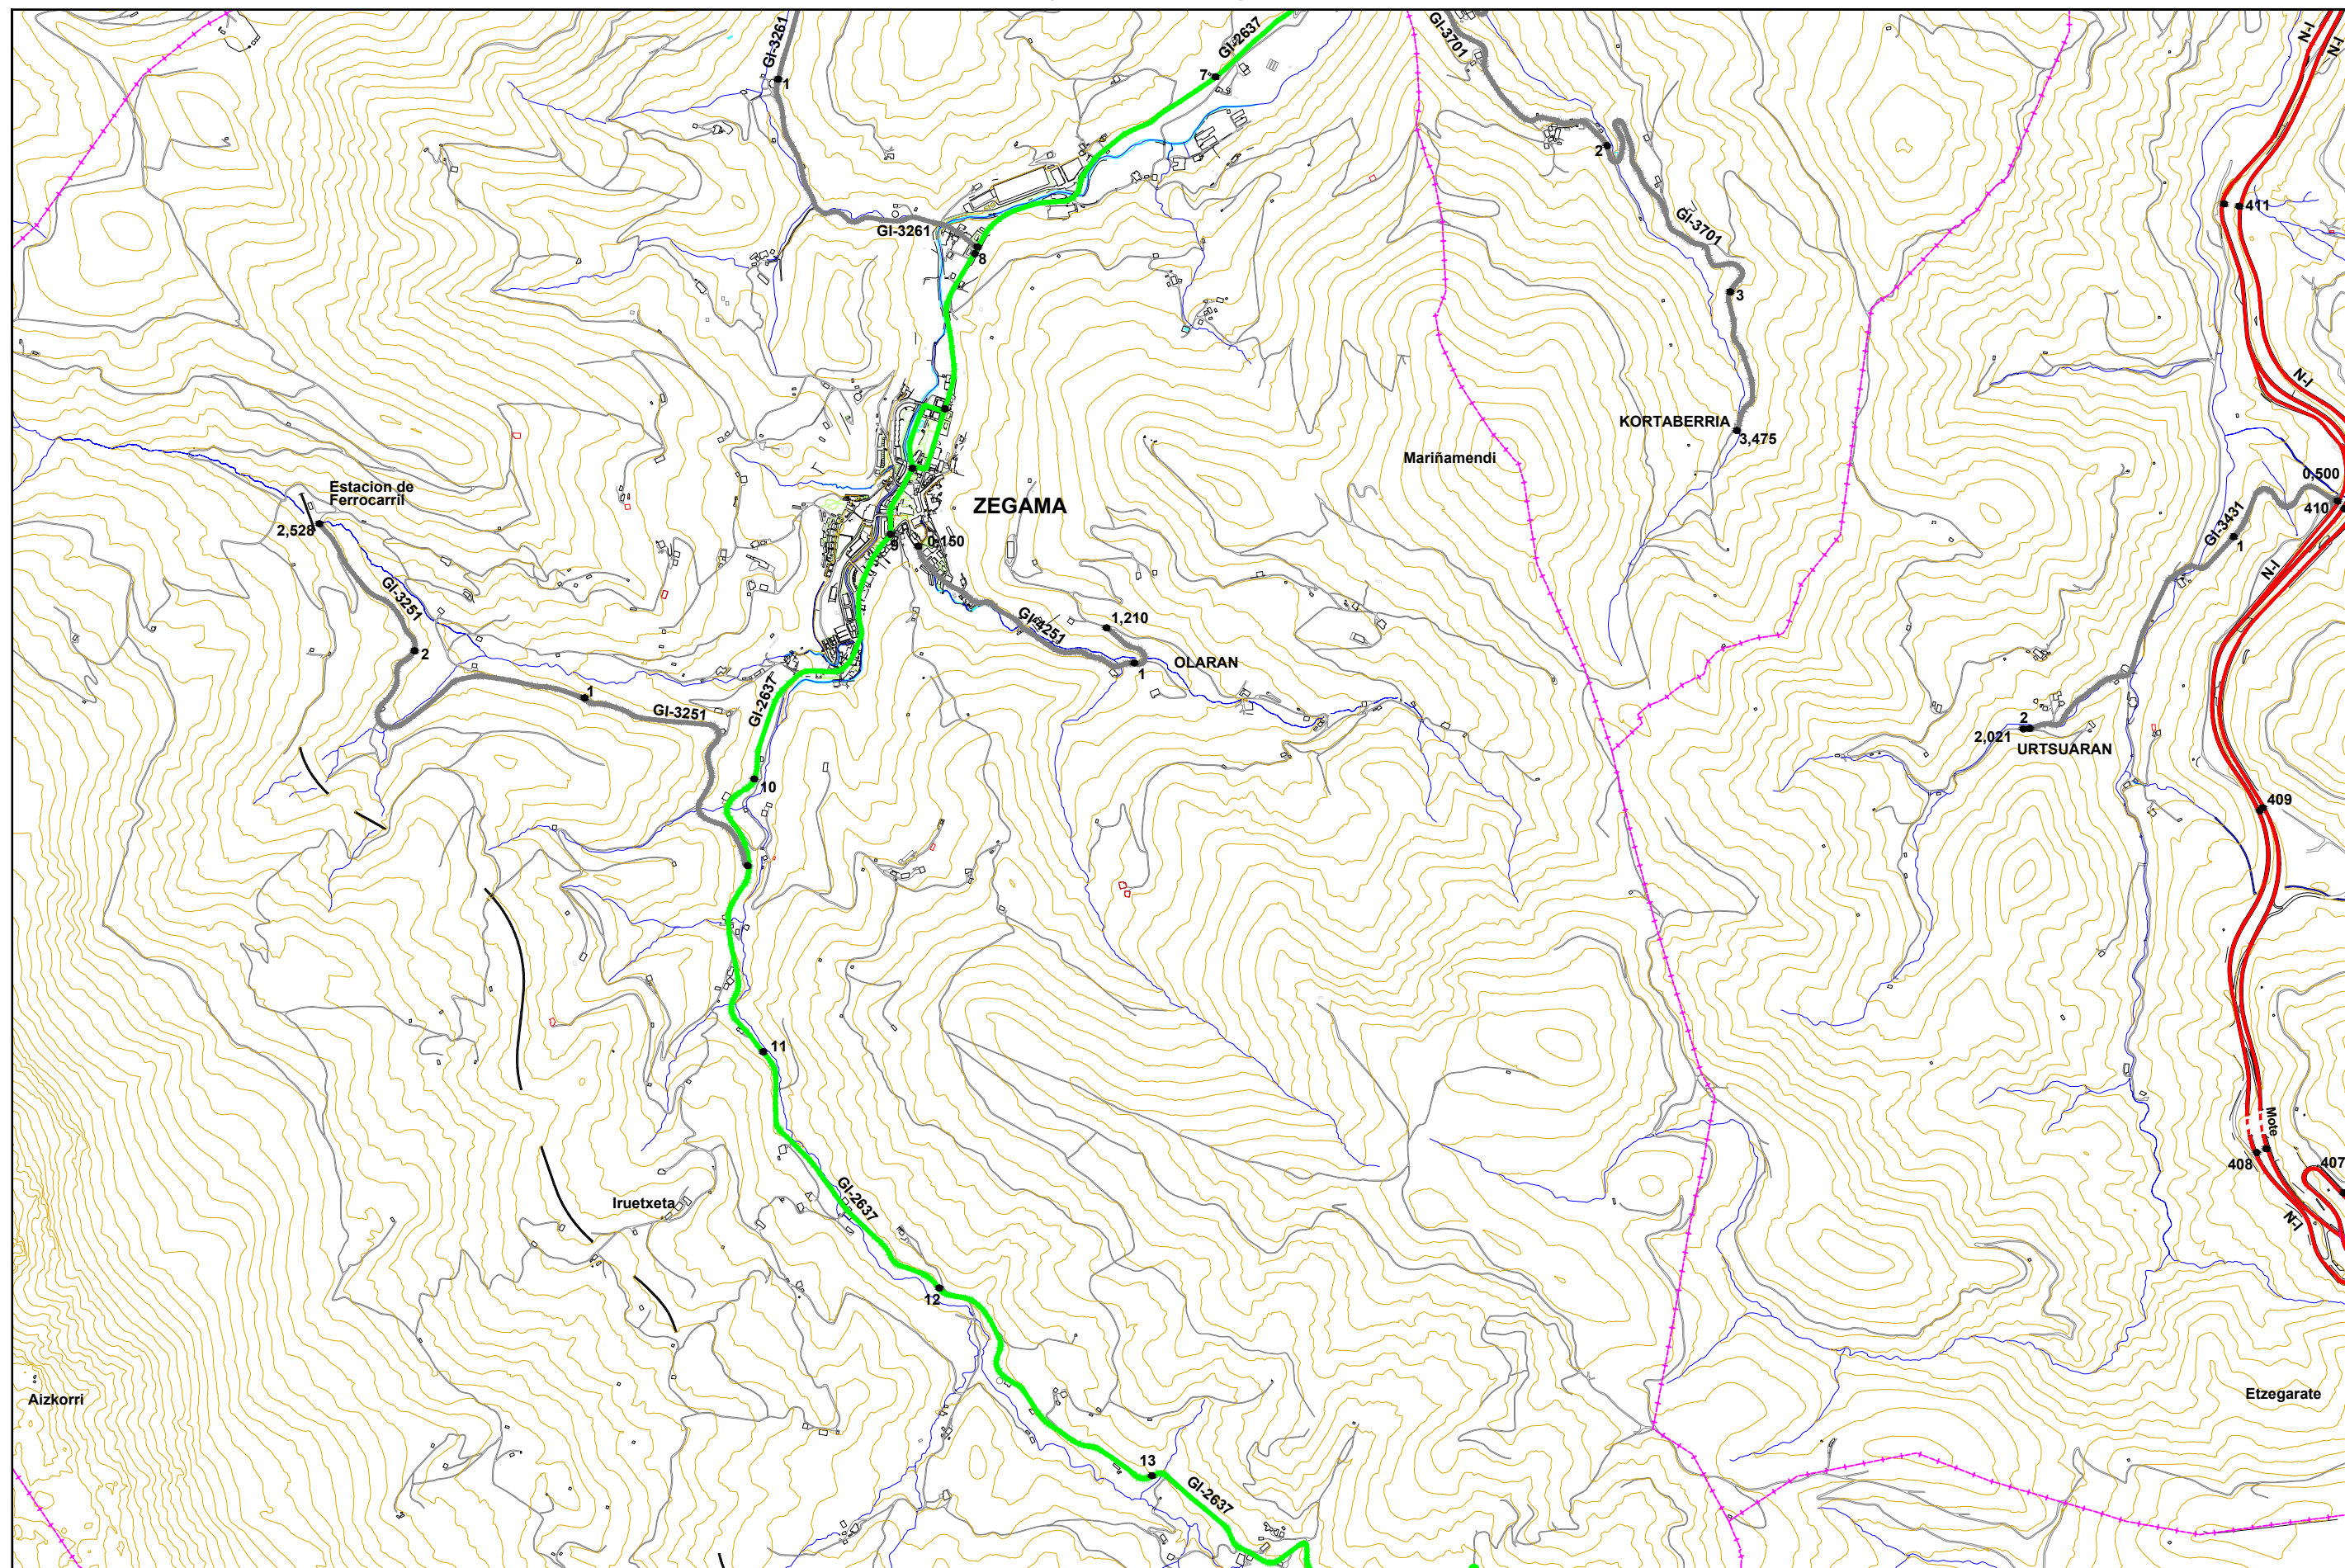 GI-3261
GI-2637
GI-3701
N-I
N-I
7
1
2
411
GI-3261
8
GI-3701
3
N-I
KORTABERRIA
3,475
Mariñamendi
0,500
410
Estacion de
Ferrocarril
2,528
ZEGAMA
9
0,150
GI-3431
1
N-I
GI-3251
GI-4251
1,210
2
OLARAN
1
1
GI-3251
GI-2637
2
2,021
URTSUARAN
10
409
11
Mote
408
407
Iruetxeta
GI-2637
N-I
12
Aizkorri
Etzegarate
13
GI-2637